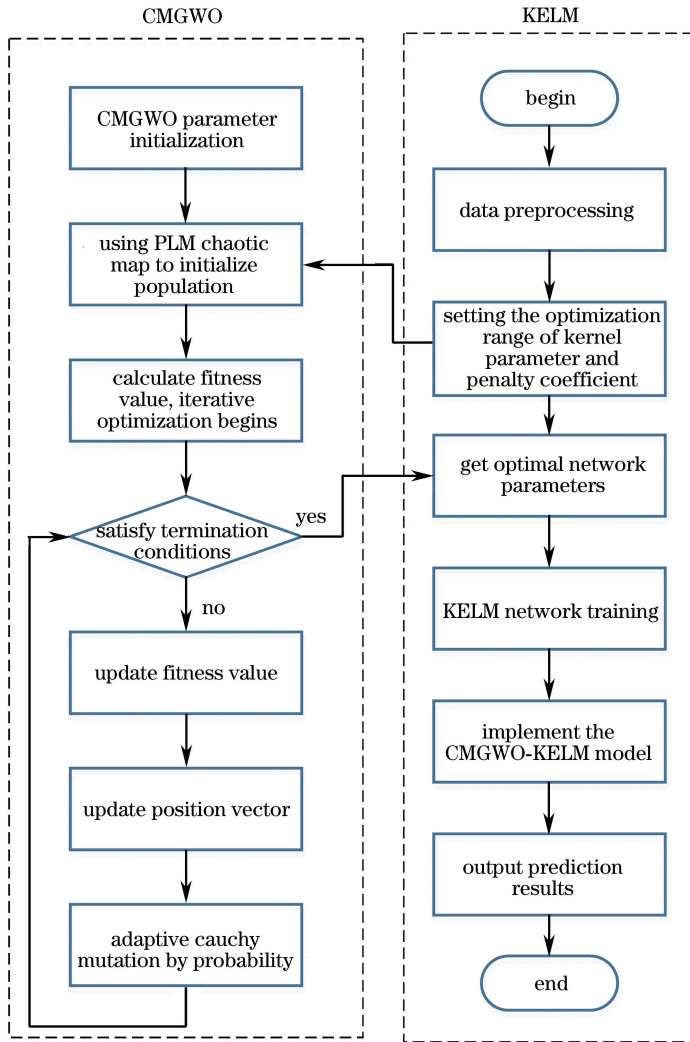 CMGWO
CMGWO parameter
initialization
using PLM chaotic
map to initialize
population
calculate fitness
value, iterative
optimization begins
satisfy termination
conditions
yes
no
update fitness value
update position vector
adaptive cauchy
mutation by probability
KELM
begin
data preprocessing
setting the optimization
range of kernel
parameter and
penalty coefficient
get optimal network
parameters
KELM network training
implement the
CMGWO-KELM model
output prediction
results
end